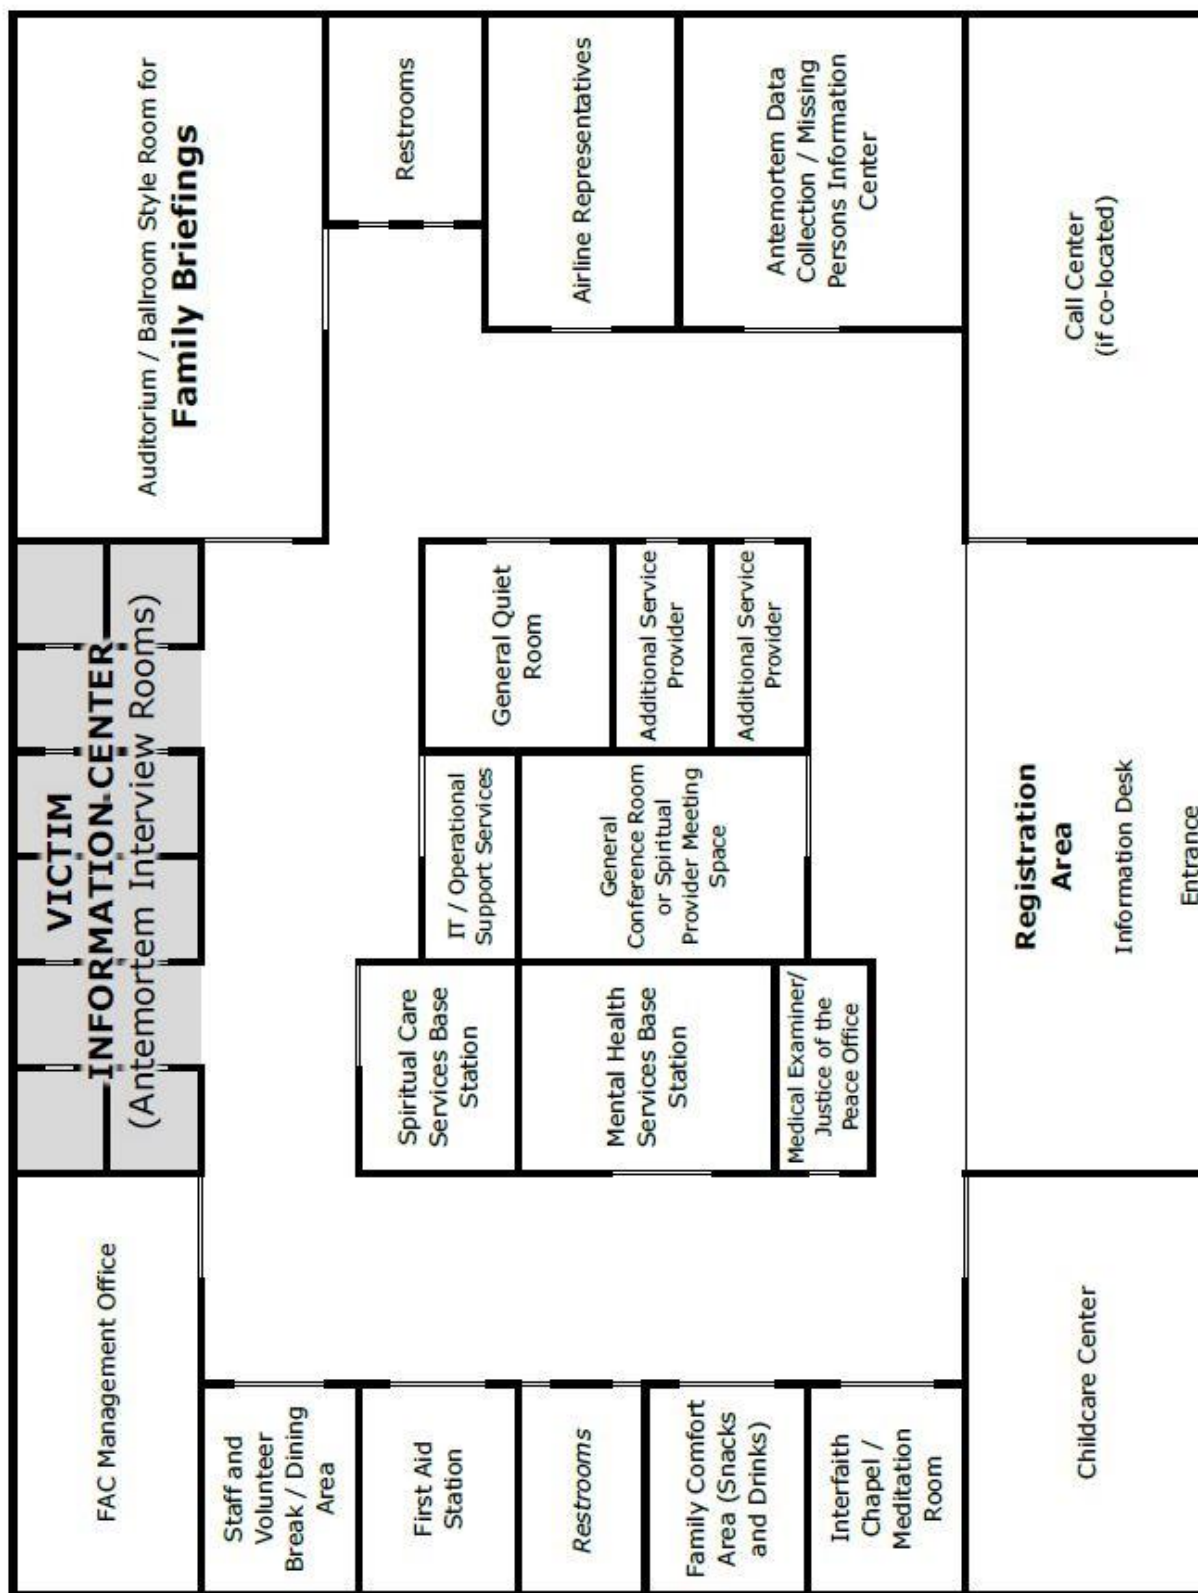 FAC Management Office
VICTIM
INFORMATION CENTER
(Antemortem Interview Rooms)
Auditorium / Ballroom Style Room for
Family Briefings
Staff and
Volunteer
Break / Dining
Area
First Aid
Station
Restrooms
Family Comfort
Area (Snacks
and Drinks)
Interfaith
Chapel /
Meditation
Room
Spiritual Care
Services Base
Station
Mental Health
Services Base
Station
Medical Examiner/
Justice of the
Peace Office
IT / Operational
Support Services
General
Conference Room
or Spiritual
Provider Meeting
Space
General Quiet
Room
Additional Service
Provider
Additional Service
Provider
Restrooms
Airline Representatives
Antemortem Data
Collection / Missing
Persons Information
Center
Childcare Center
Registration
Area
Information Desk
Entrance
Call Center
(if co-located)